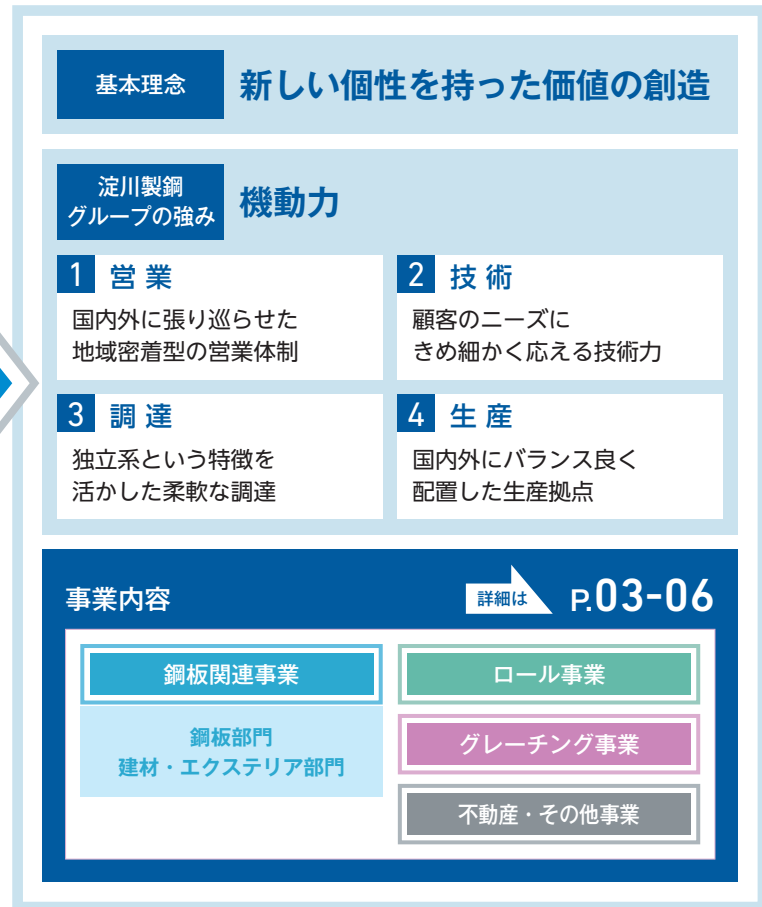 基本理念
新しい個性を持った価値の創造
淀川製鋼
グループの強み
機動力
1 営業
国内外に張り巡らせた
地域密着型の営業体制
2 技術
顧客のニーズに
きめ細かく応える技術力
3 調達
独立系という特徴を
活かした柔軟な調達
4 生産
国内外にバランス良く
配置した生産拠点
事業内容
詳細は
P.03-06
鋼板関連事業
鋼板部門
建材・エクステリア部門
ロール事業
グレーチング事業
不動産・その他事業